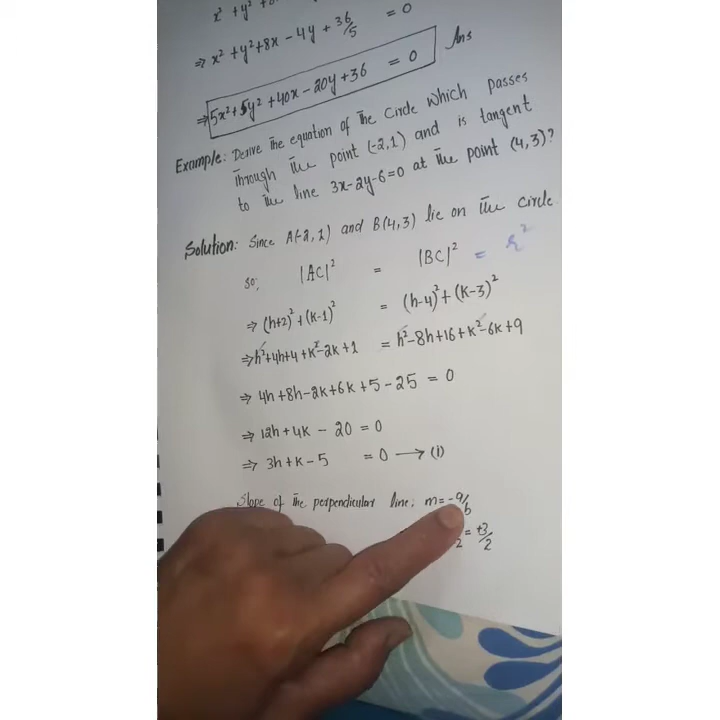 x² + y² +8
⇒ x² + y² + 8x - 4y + 36/5 = 0
⇒ 5x² + 5y² + 40x - 20y + 36 = 0 Ans
Example: Derive the equation of the circle which passes
through the point (-2,1) and is tangent
to the line 3x-2y-6=0 at the point (4,3)?
Solution: Since A(-2,1) and B(4,3) lie on the circle.
so; |AC|² = |BC|² = r²
⇒ (h+2)² + (k-1)² = (h-4)² + (k-3)²
⇒ h²+4h+4+k²-2k+1 = h²-8h+16+k²-6k+9
⇒ 4h+8h-2k+6k+5-25 = 0
⇒ 12h+4k-20 = 0
⇒ 3h+k-5 = 0 → (i)
Slope of the perpendicular line; m = -a/b
2 = +3/2